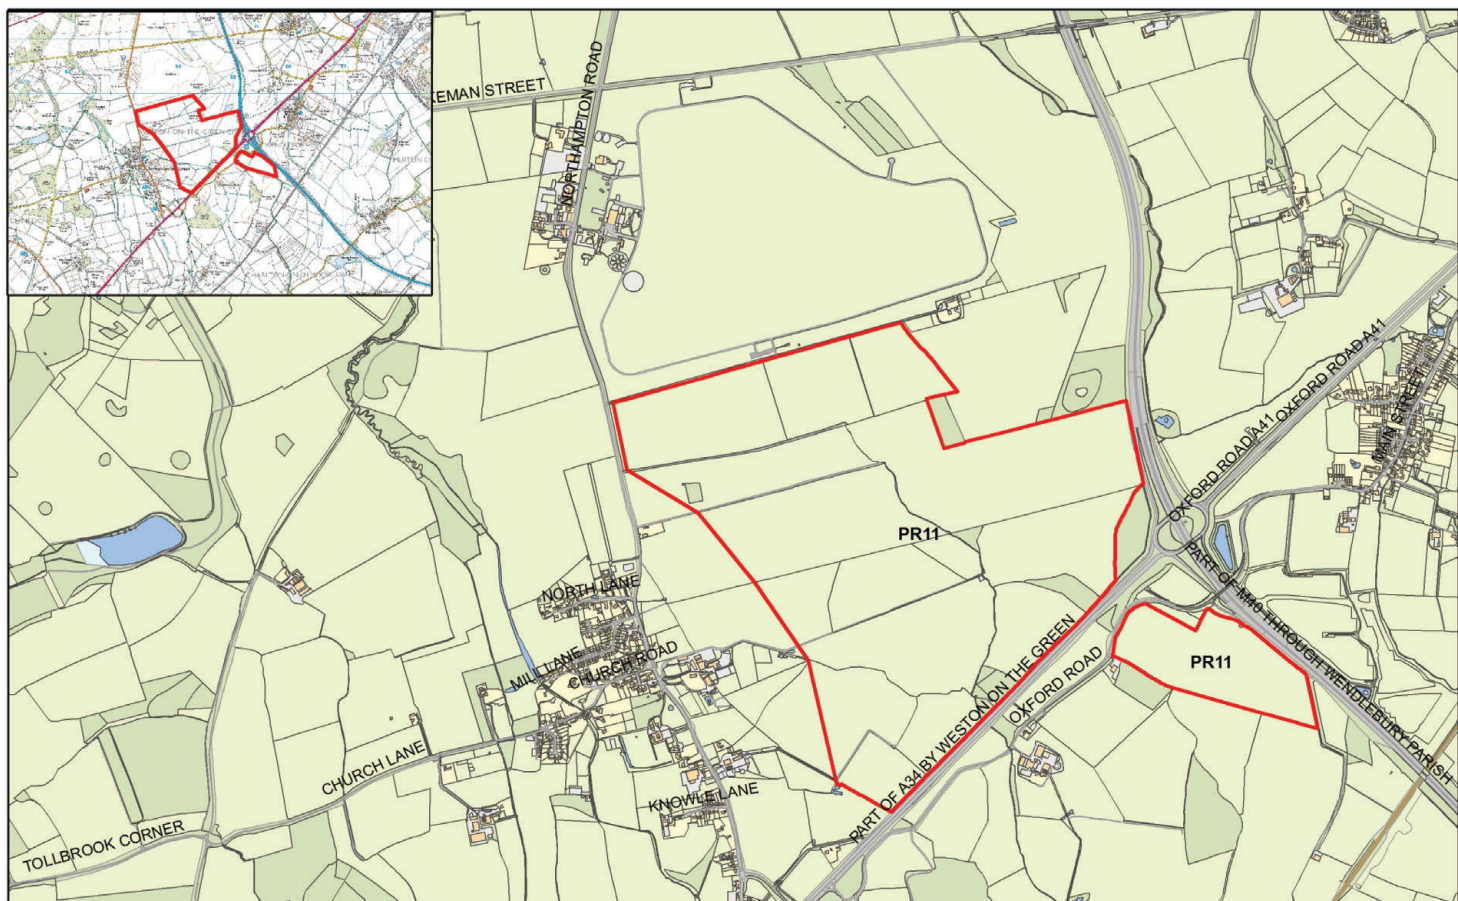 KEMAN STREET
NORTHAMPTON ROAD
OXFORD ROAD A41
OXFORD ROAD A41
MAIN STREET
PR11
NORTH LANE
MILL LANE
CHURCH ROAD
PART OF M40 THROUGH WENDLEBURY PARISH
PR11
OXFORD ROAD
PART OF A34 BY WESTON ON THE GREEN
CHURCH LANE
KNOWLE LANE
TOLLBROOK CORNER